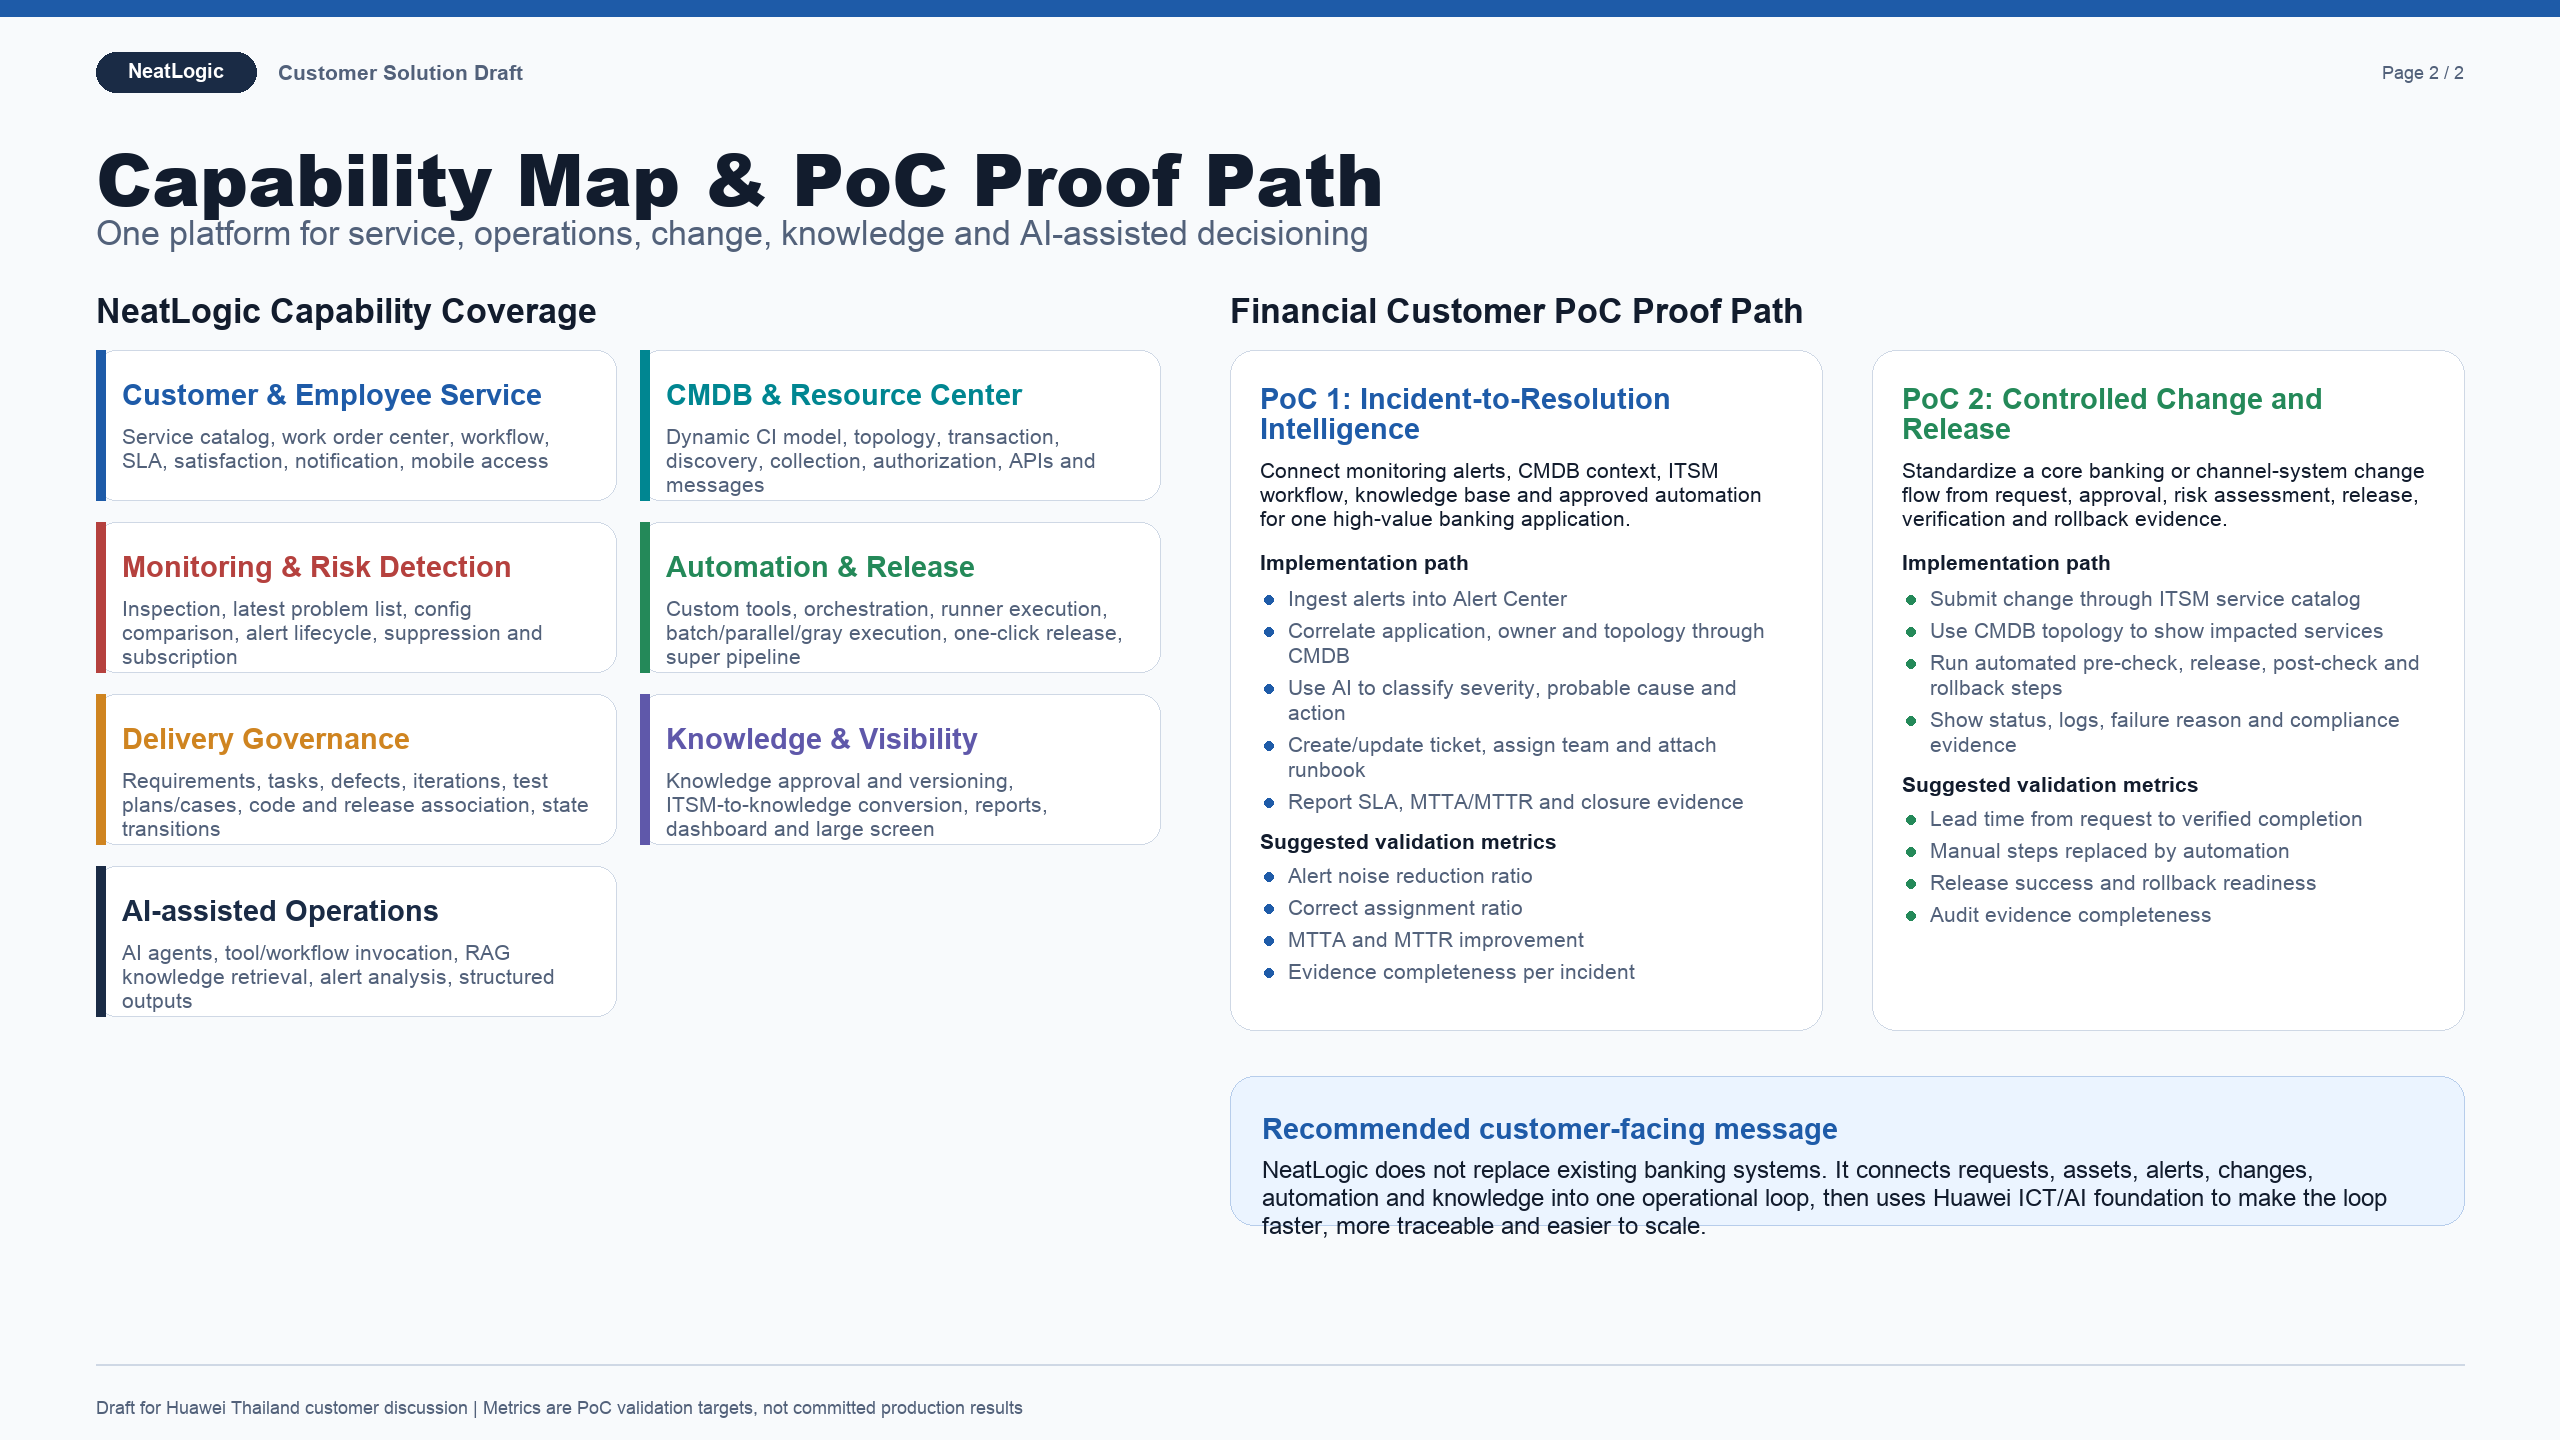 NeatLogic
Customer Solution Draft
Page 2 / 2
Capability Map & PoC Proof Path
One platform for service, operations, change, knowledge and AI-assisted decisioning
NeatLogic Capability Coverage
Customer & Employee Service
Service catalog, work order center, workflow,
SLA, satisfaction, notification, mobile access
CMDB & Resource Center
Dynamic CI model, topology, transaction,
discovery, collection, authorization, APIs and
messages
Monitoring & Risk Detection
Inspection, latest problem list, config
comparison, alert lifecycle, suppression and
subscription
Automation & Release
Custom tools, orchestration, runner execution,
batch/parallel/gray execution, one-click release,
super pipeline
Delivery Governance
Requirements, tasks, defects, iterations, test
plans/cases, code and release association, state
transitions
Knowledge & Visibility
Knowledge approval and versioning,
ITSM-to-knowledge conversion, reports,
dashboard and large screen
AI-assisted Operations
AI agents, tool/workflow invocation, RAG
knowledge retrieval, alert analysis, structured
outputs
Financial Customer PoC Proof Path
PoC 1: Incident-to-Resolution
Intelligence
Connect monitoring alerts, CMDB context, ITSM
workflow, knowledge base and approved automation
for one high-value banking application.
Implementation path
Ingest alerts into Alert Center
Correlate application, owner and topology through
CMDB
Use AI to classify severity, probable cause and
action
Create/update ticket, assign team and attach
runbook
Report SLA, MTTA/MTTR and closure evidence
Suggested validation metrics
Alert noise reduction ratio
Correct assignment ratio
MTTA and MTTR improvement
Evidence completeness per incident
PoC 2: Controlled Change and
Release
Standardize a core banking or channel-system change
flow from request, approval, risk assessment, release,
verification and rollback evidence.
Implementation path
Submit change through ITSM service catalog
Use CMDB topology to show impacted services
Run automated pre-check, release, post-check and
rollback steps
Show status, logs, failure reason and compliance
evidence
Suggested validation metrics
Lead time from request to verified completion
Manual steps replaced by automation
Release success and rollback readiness
Audit evidence completeness
Recommended customer-facing message
NeatLogic does not replace existing banking systems. It connects requests, assets, alerts, changes,
automation and knowledge into one operational loop, then uses Huawei ICT/AI foundation to make the loop
faster, more traceable and easier to scale.
Draft for Huawei Thailand customer discussion | Metrics are PoC validation targets, not committed production results